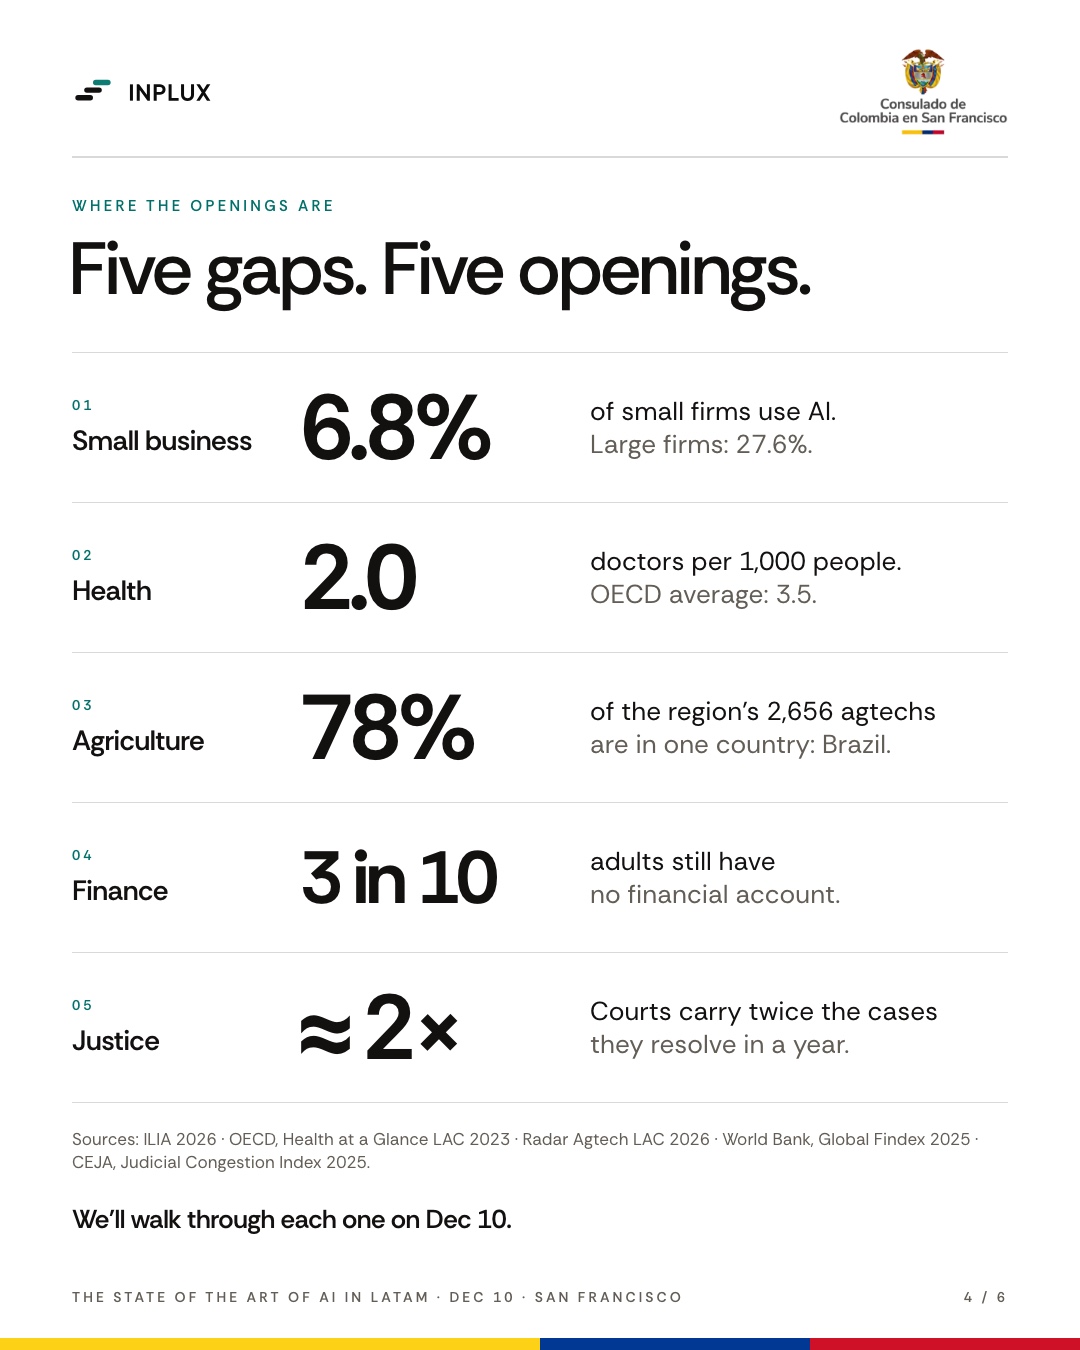 INPLUX
Consulado de
Colombia en San Francisco
WHERE THE OPENINGS ARE
Five gaps. Five openings.
01
Small business
6.8%
of small firms use AI.
Large firms: 27.6%.
02
Health
2.0
doctors per 1,000 people.
OECD average: 3.5.
03
Agriculture
78%
of the region’s 2,656 agtechs
are in one country: Brazil.
04
Finance
3 in 10
adults still have
no financial account.
05
Justice
≈ 2×
Courts carry twice the cases
they resolve in a year.
Sources: ILIA 2026 · OECD, Health at a Glance LAC 2023 · Radar Agtech LAC 2026 · World Bank, Global Findex 2025 ·
CEJA, Judicial Congestion Index 2025.
We’ll walk through each one on Dec 10.
THE STATE OF THE ART OF AI IN LATAM · DEC 10 · SAN FRANCISCO
4 / 6